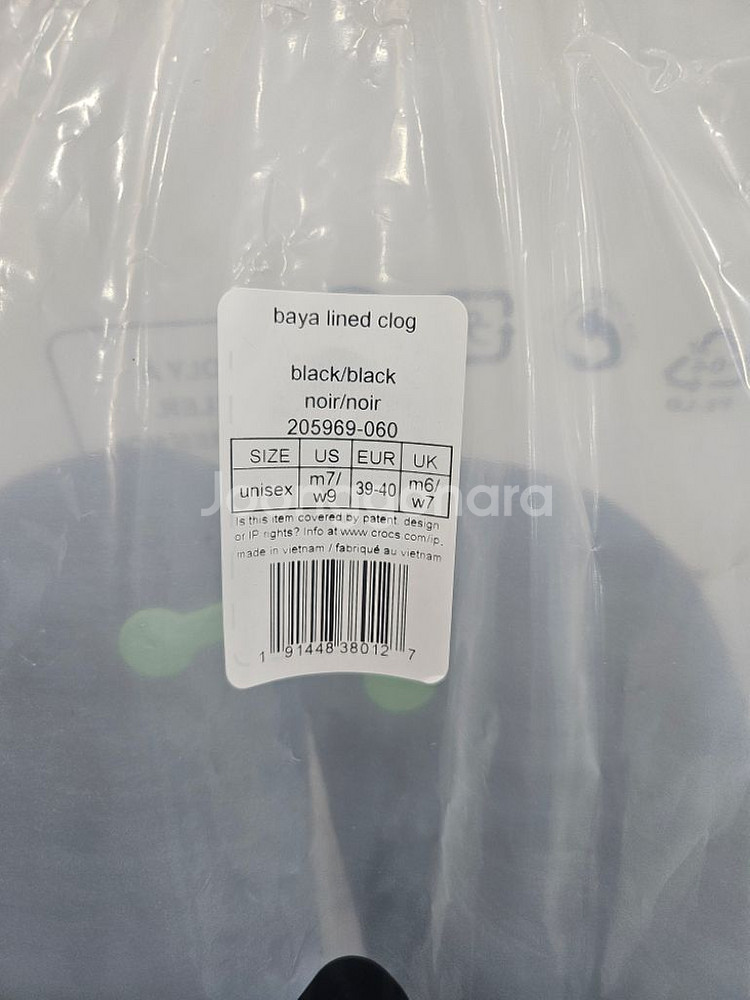 baya lined clog
black/black
noir/noir
205969-060
SIZE US EUR UK
unisex m7/w9 39-40 m6/w7
Is this item covered by patent, design
or IP rights? Info at www.crocs.com/ip.
made in vietnam / fabriqué au vietnam
1 91448 38012 7
Joongonara